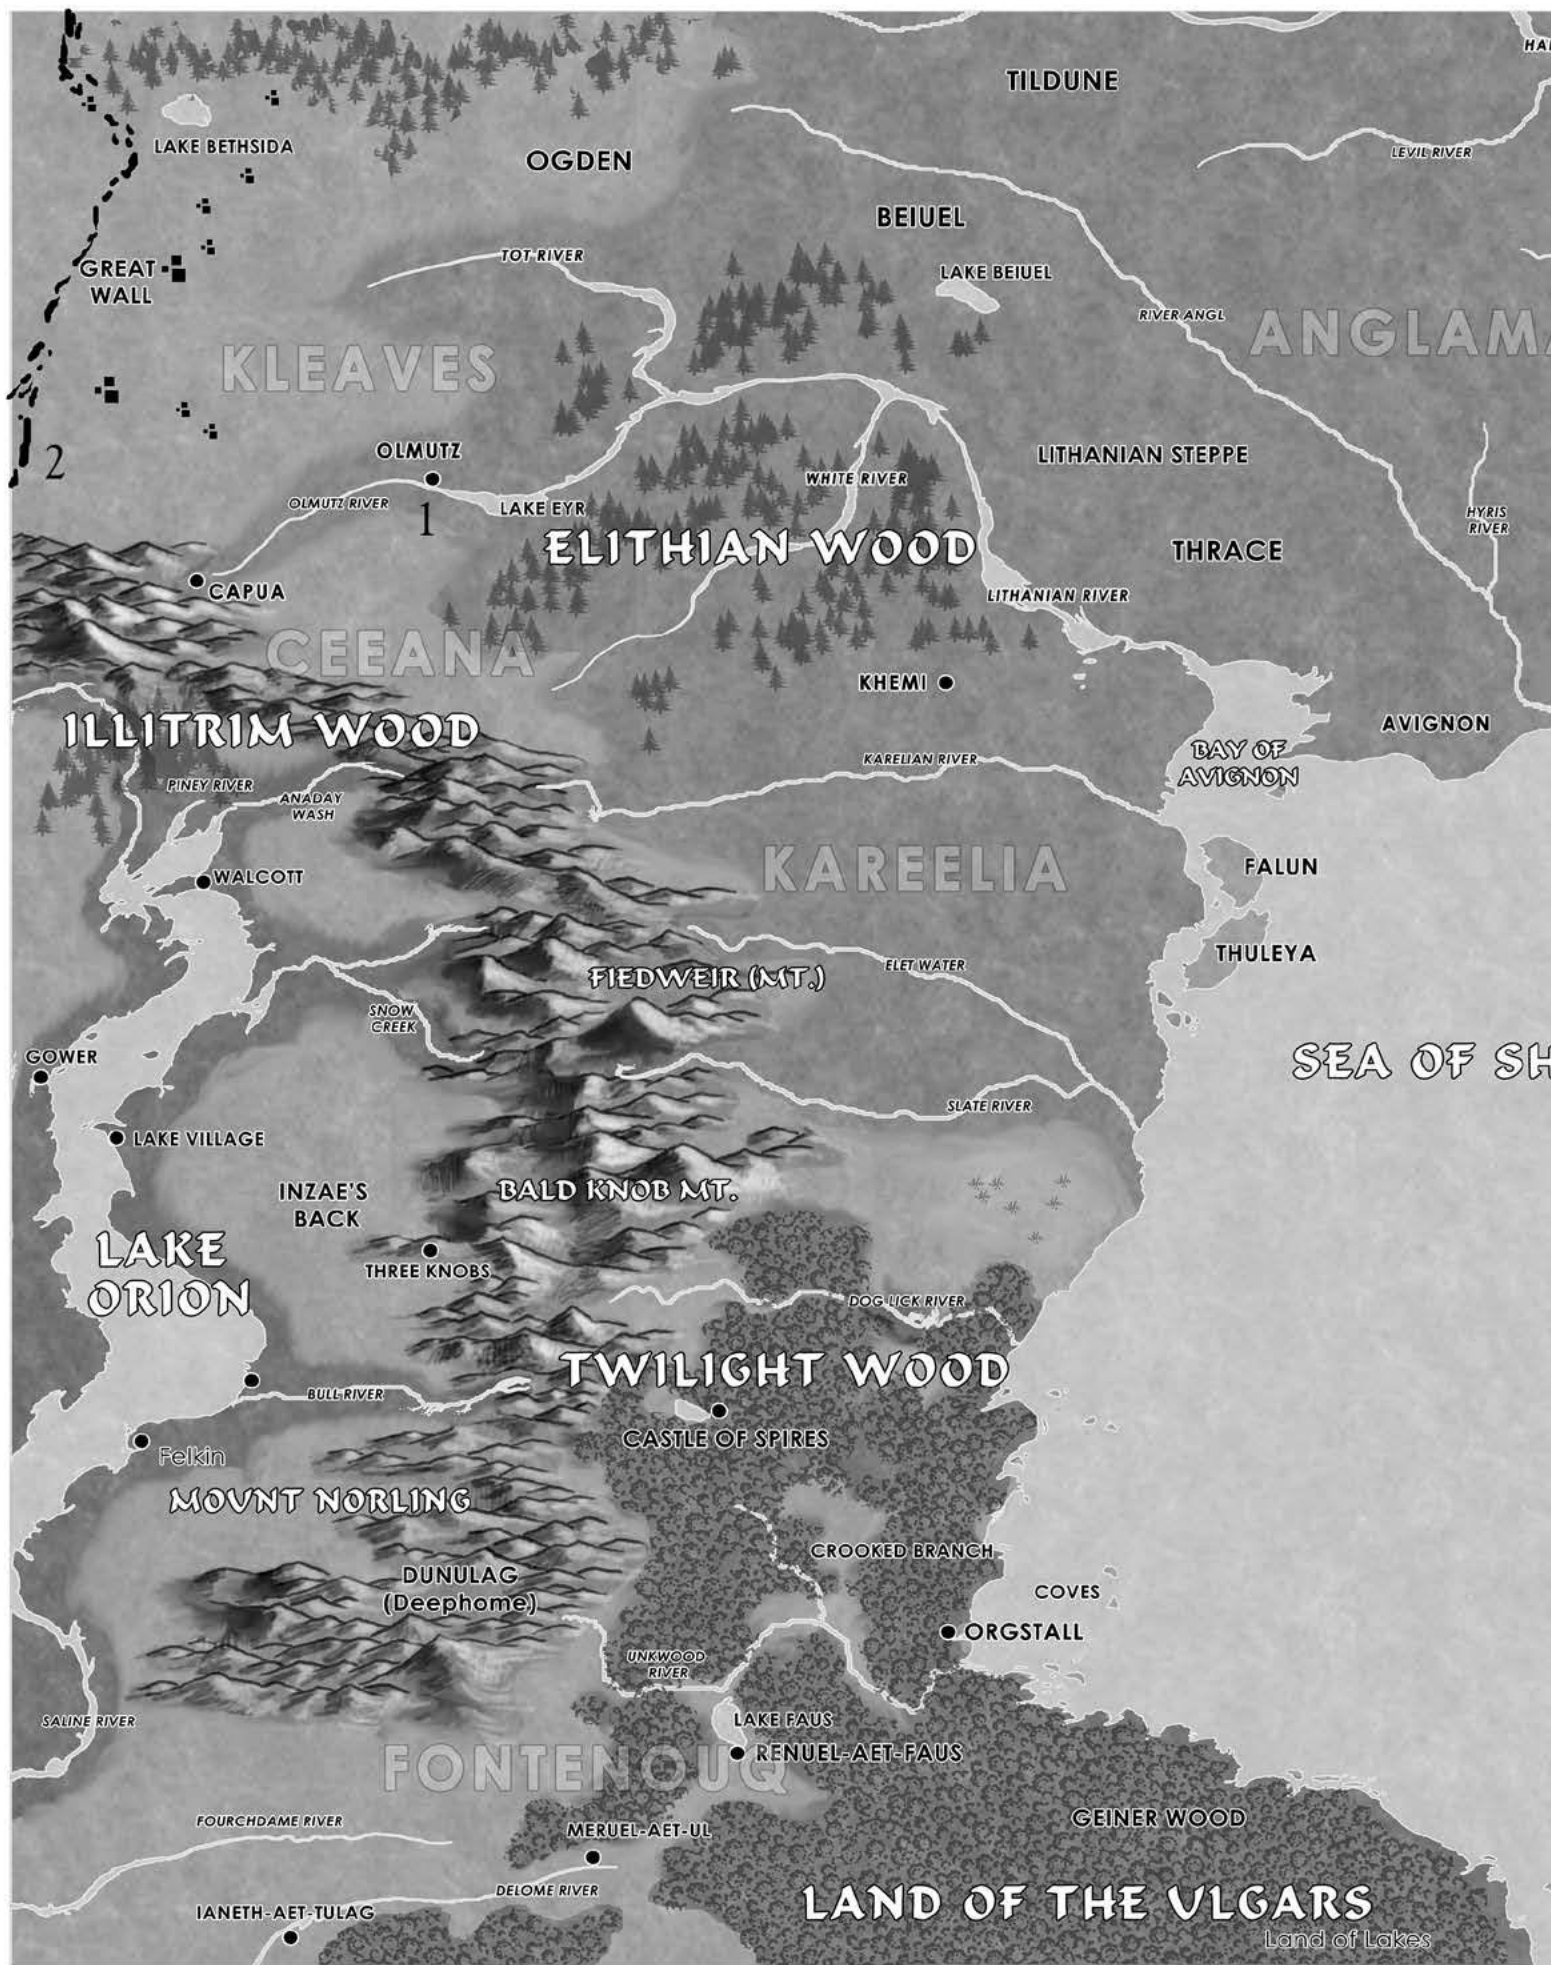 HAI
TILDUNE
LAKE BETHSIDA
LEVIL RIVER
OGDEN
BEIUEL
TOT RIVER
GREAT
WALL
LAKE BEIUEL
RIVER ANGL
ANGLAMA
KLEAVES
OLMUTZ
2
LITHANIAN STEPPE
WHITE RIVER
OLMUTZ RIVER
LAKE EYR
1
HYRIS
RIVER
ELITHIAN WOOD
THRACE
CAPUA
LITHANIAN RIVER
CEEANA
KHEMI
ILLITRIM WOOD
AVIGNON
BAY OF
AVIGNON
KARELIAN RIVER
PINEY RIVER
ANADAY
WASH
KAREELIA
FALUN
WALCOTT
THULEYA
ELET WATER
FIEDWEIR (MT.)
SNOW
CREEK
GOWER
SEA OF SH
SLATE RIVER
LAKE VILLAGE
INZAE'S
BACK
BALD KNOB MT.
LAKE
ORION
THREE KNOBS
DOG LICK RIVER
TWILIGHT WOOD
BULL RIVER
CASTLE OF SPIRES
Felkin
MOUNT NORLING
CROOKED BRANCH
DUNULAG
(Deephome)
COVES
ORGSTALL
UNKWOOD
RIVER
SALINE RIVER
LAKE FAUS
RENUEL-AET-FAUS
FONTENOUQ
FOURCHDAME RIVER
GEINER WOOD
MERUEL-AET-UL
DELOME RIVER
LAND OF THE ULGARS
IANETH-AET-TULAG
Land of Lakes